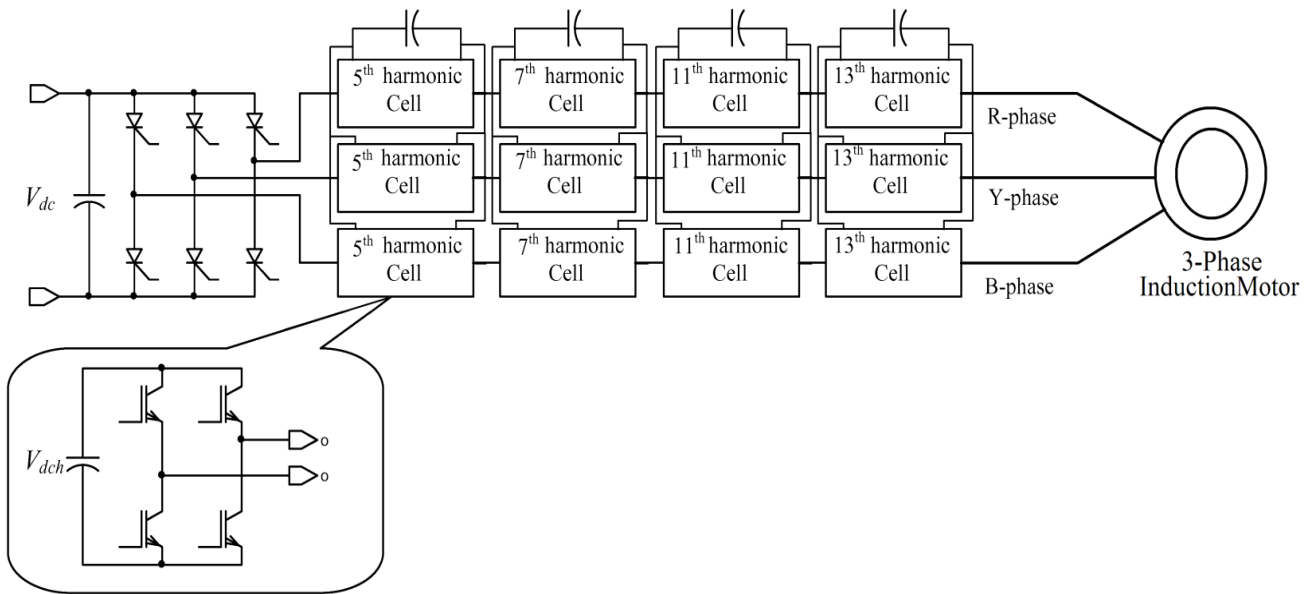 5th harmonic
Cell
7th harmonic
Cell
11th harmonic
Cell
13th harmonic
Cell
R-phase
Vdc
5th harmonic
Cell
7th harmonic
Cell
11th harmonic
Cell
13th harmonic
Cell
Y-phase
5th harmonic
Cell
7th harmonic
Cell
11th harmonic
Cell
13th harmonic
Cell
B-phase
3-Phase
InductionMotor
Vdch
o
o